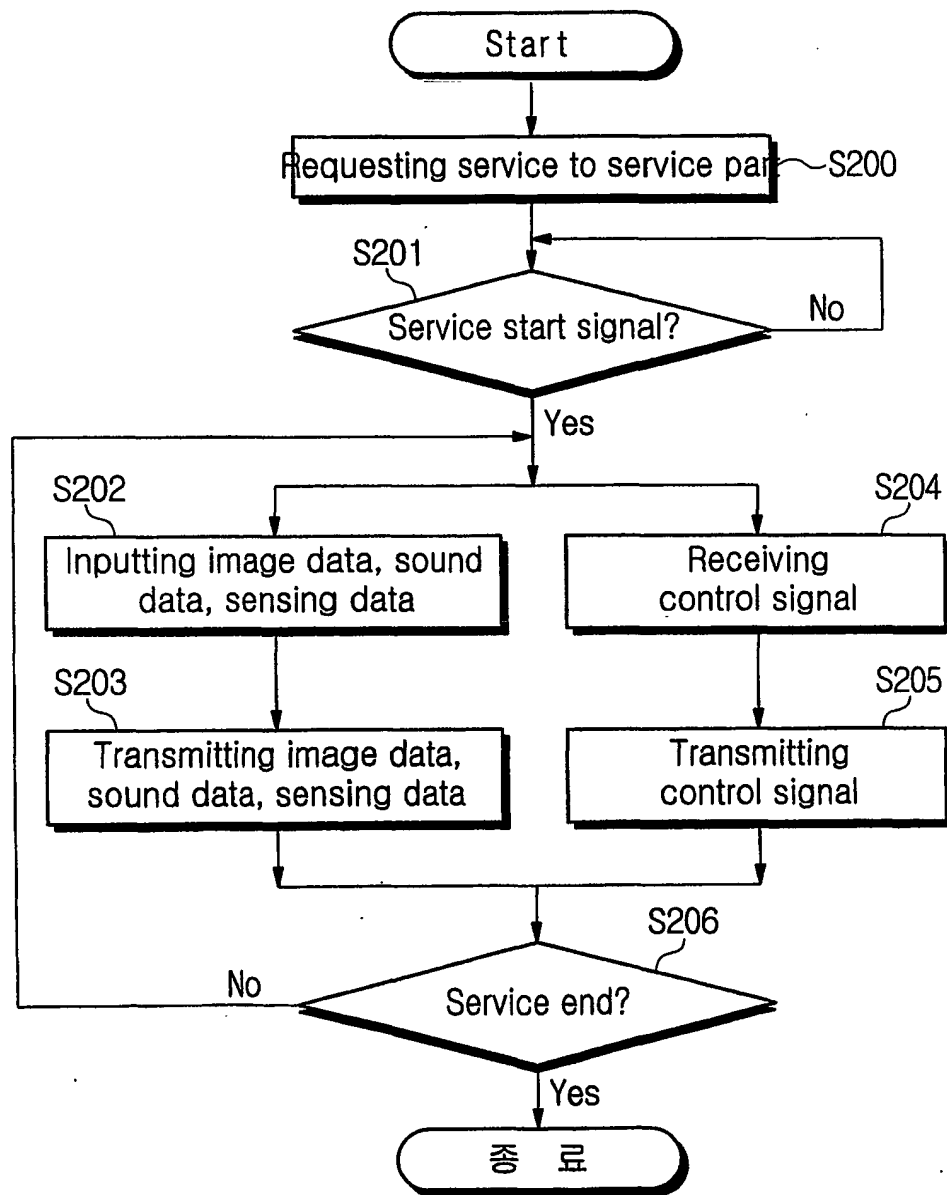 Start
Requesting service to service part
S200
S201
Service start signal?
No
Yes
S202
S204
Inputting image data, sound
data, sensing data
Receiving
control signal
S203
S205
Transmitting image data,
sound data, sensing data
Transmitting
control signal
S206
No
Service end?
Yes
종 료